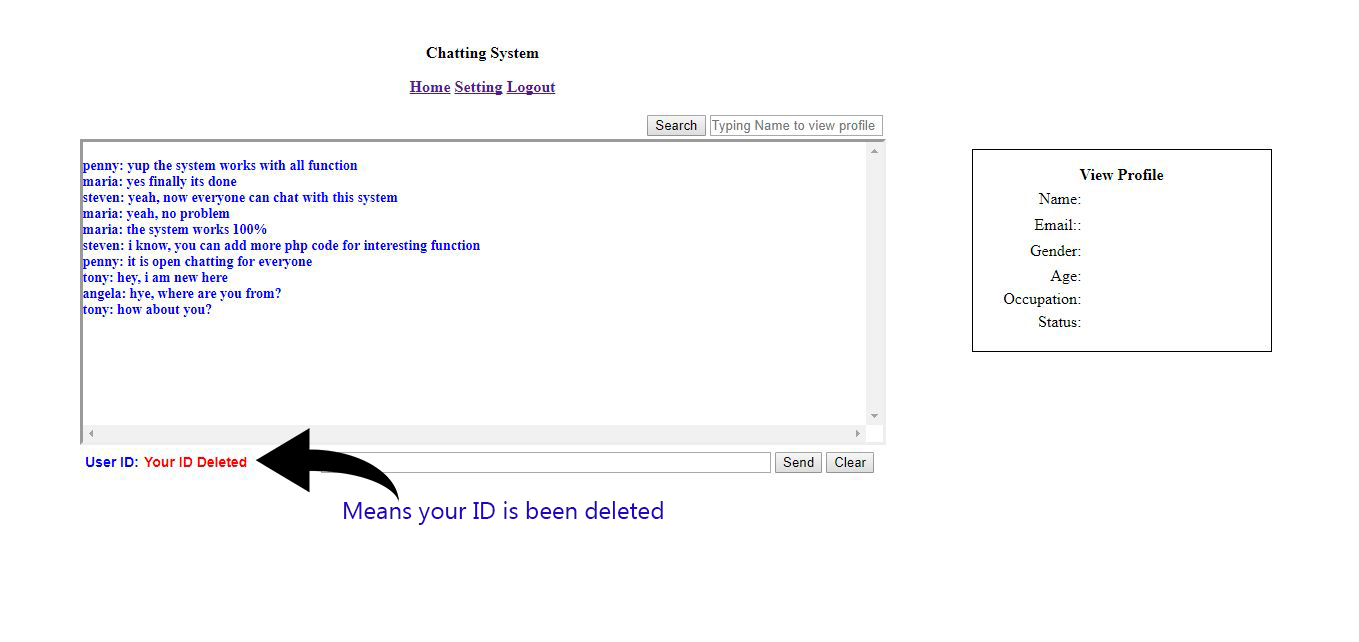 Chatting System
Home Setting Logout
Search Typing Name to view profile
penny: yup the system works with all function
maria: yes finally its done
steven: yeah, now everyone can chat with this system
maria: yeah, no problem
maria: the system works 100%
steven: i know, you can add more php code for interesting function
penny: it is open chatting for everyone
tony: hey, i am new here
angela: hye, where are you from?
tony: how about you?
View Profile
Name:
Email::
Gender:
Age:
Occupation:
Status:
User ID: Your ID Deleted Send Clear
Means your ID is been deleted